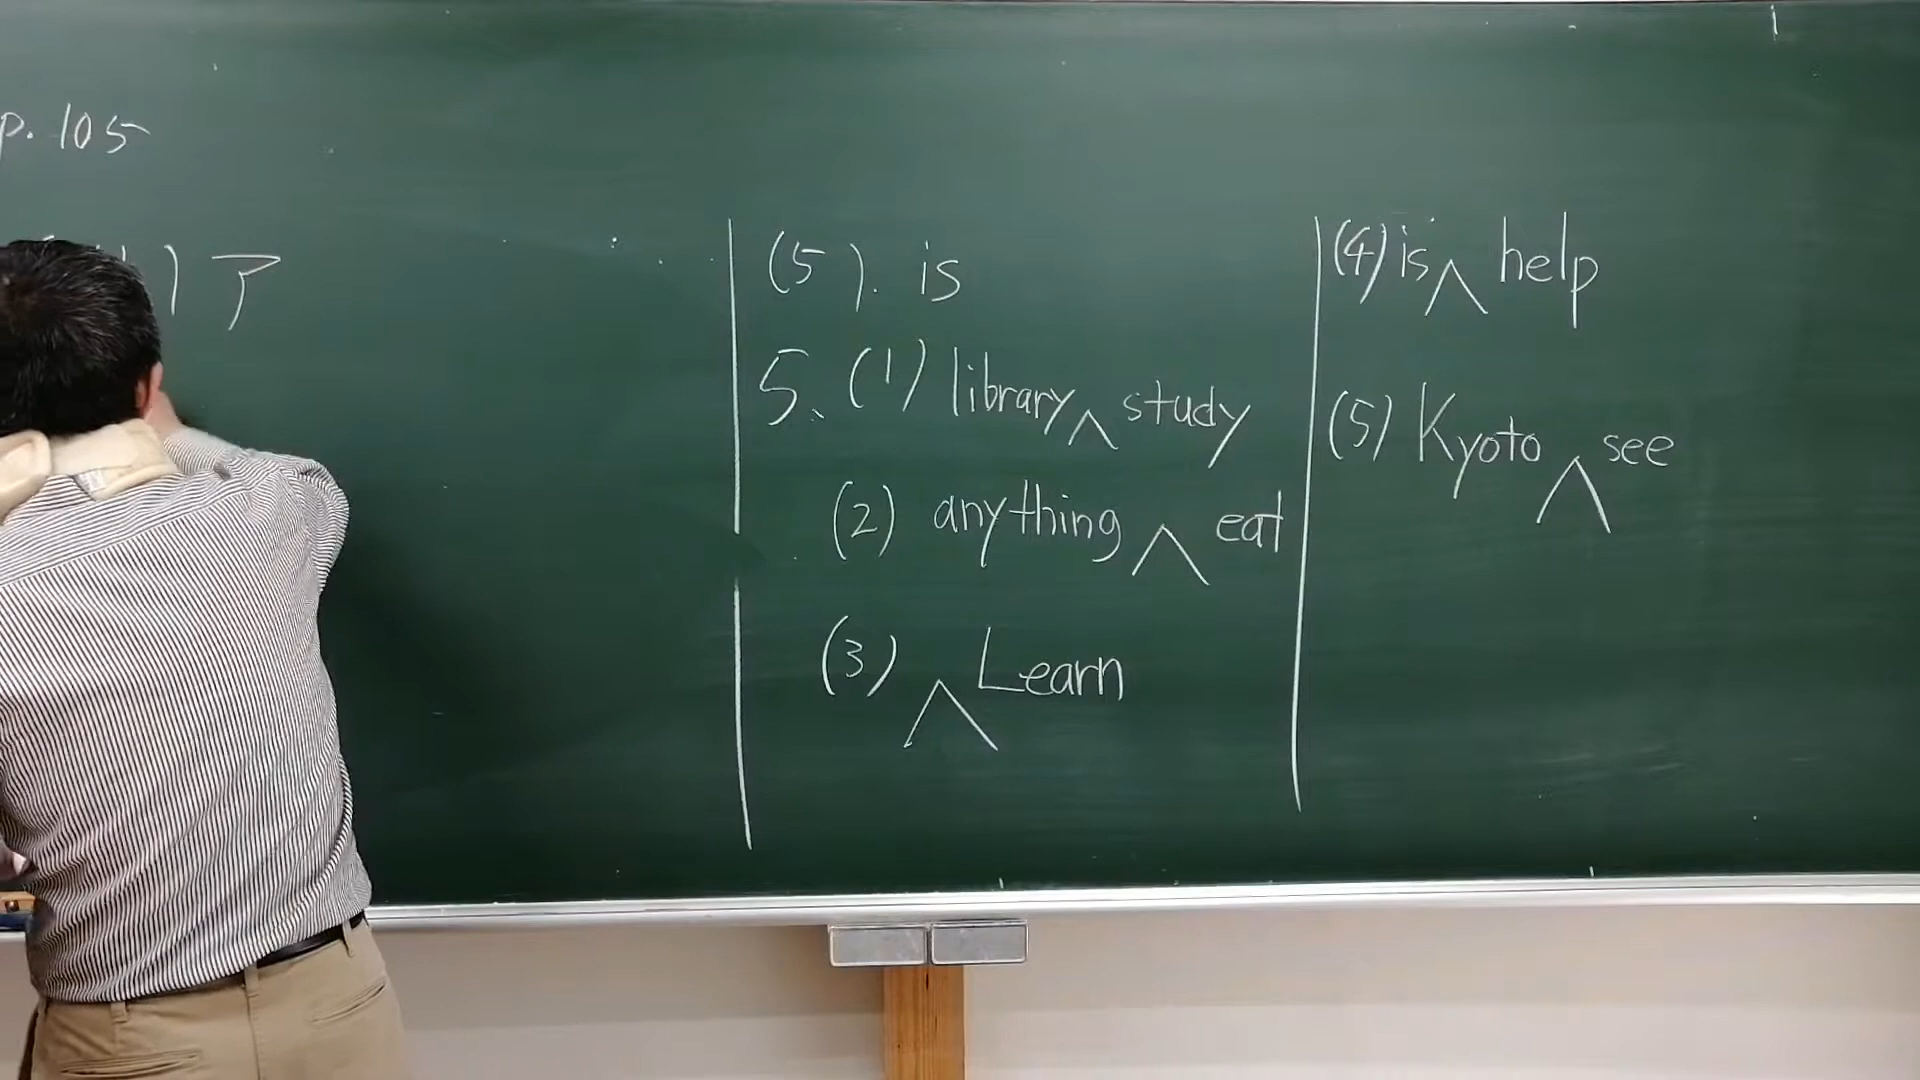 p. 105
1) ア
(5). is
5. (1) library ∧ study
(2) anything ∧ eat
(3) ∧ Learn
(4) is ∧ help
(5) Kyoto ∧ see